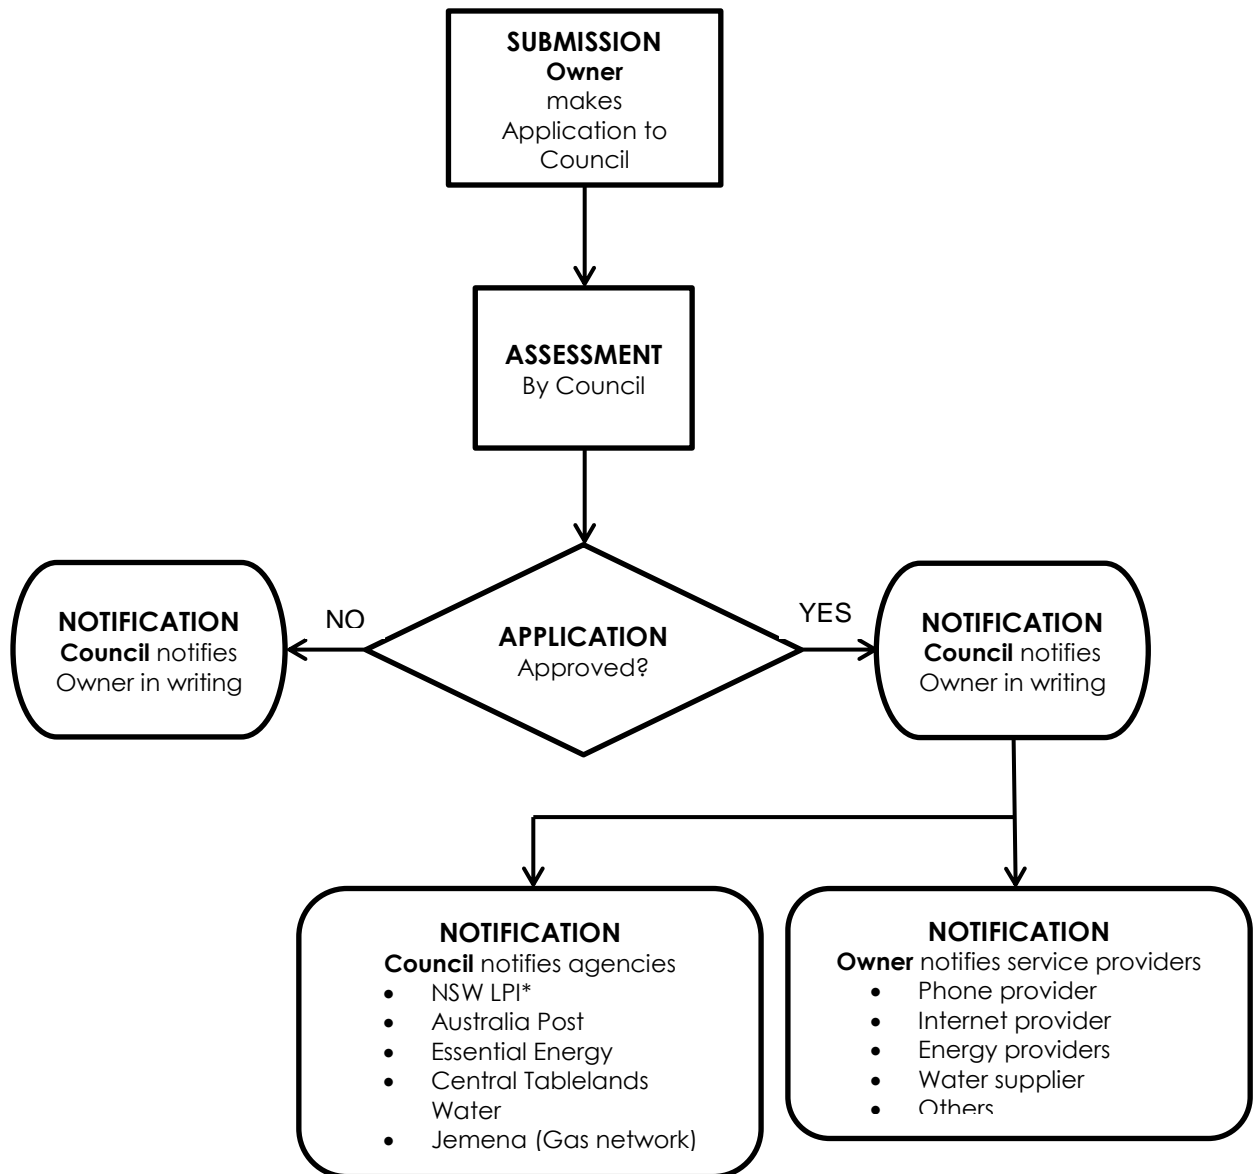 SUBMISSION
Owner
makes
Application to
Council
ASSESSMENT
By Council
NO
YES
NOTIFICATION
Council notifies
Owner in writing
APPLICATION
Approved?
NOTIFICATION
Council notifies
Owner in writing
NOTIFICATION
Council notifies agencies
• NSW LPI*
• Australia Post
• Essential Energy
• Central Tablelands
Water
• Jemena (Gas network)
NOTIFICATION
Owner notifies service providers
• Phone provider
• Internet provider
• Energy providers
• Water supplier
• Others